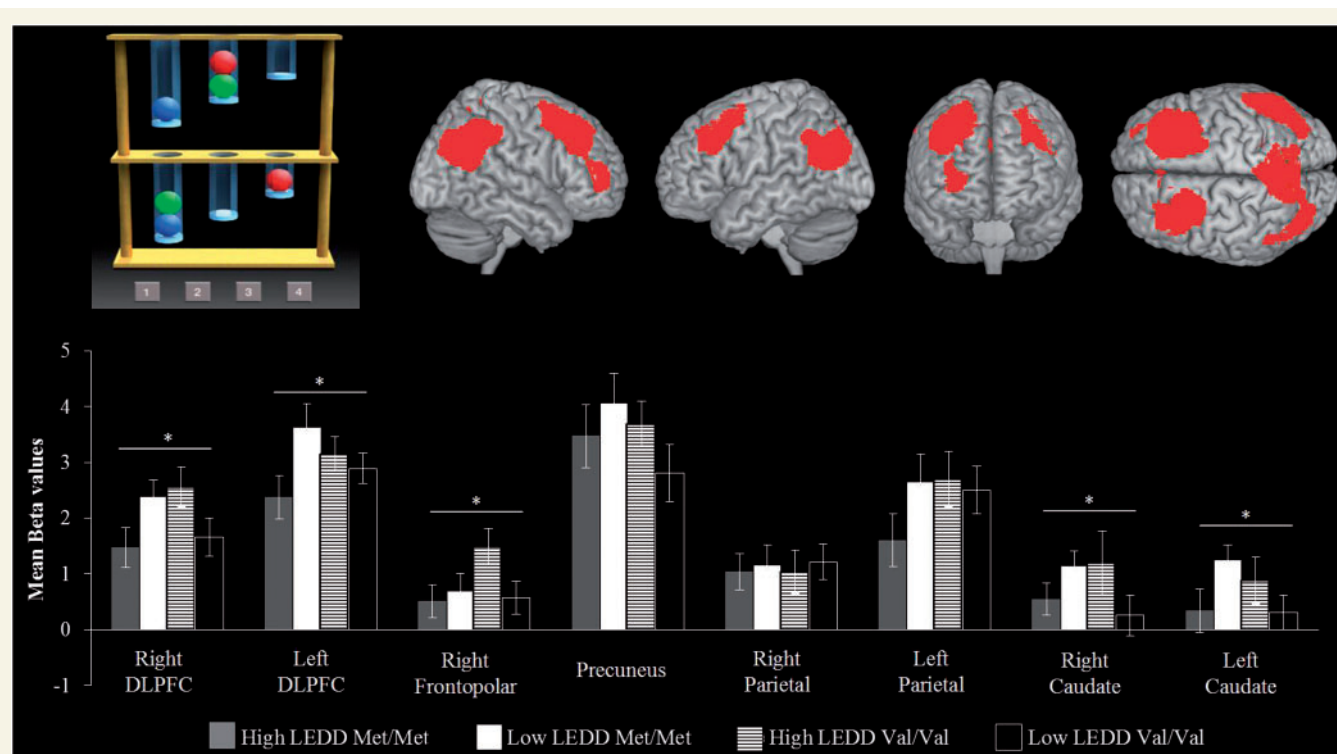 1 2 3 4
5
4
3
2
1
0
-1
Mean Beta values
* * * * *
Right DLPFC
Left DLPFC
Right Frontopolar
Precuneus
Right Parietal
Left Parietal
Right Caudate
Left Caudate
High LEDD Met/Met Low LEDD Met/Met High LEDD Val/Val Low LEDD Val/Val